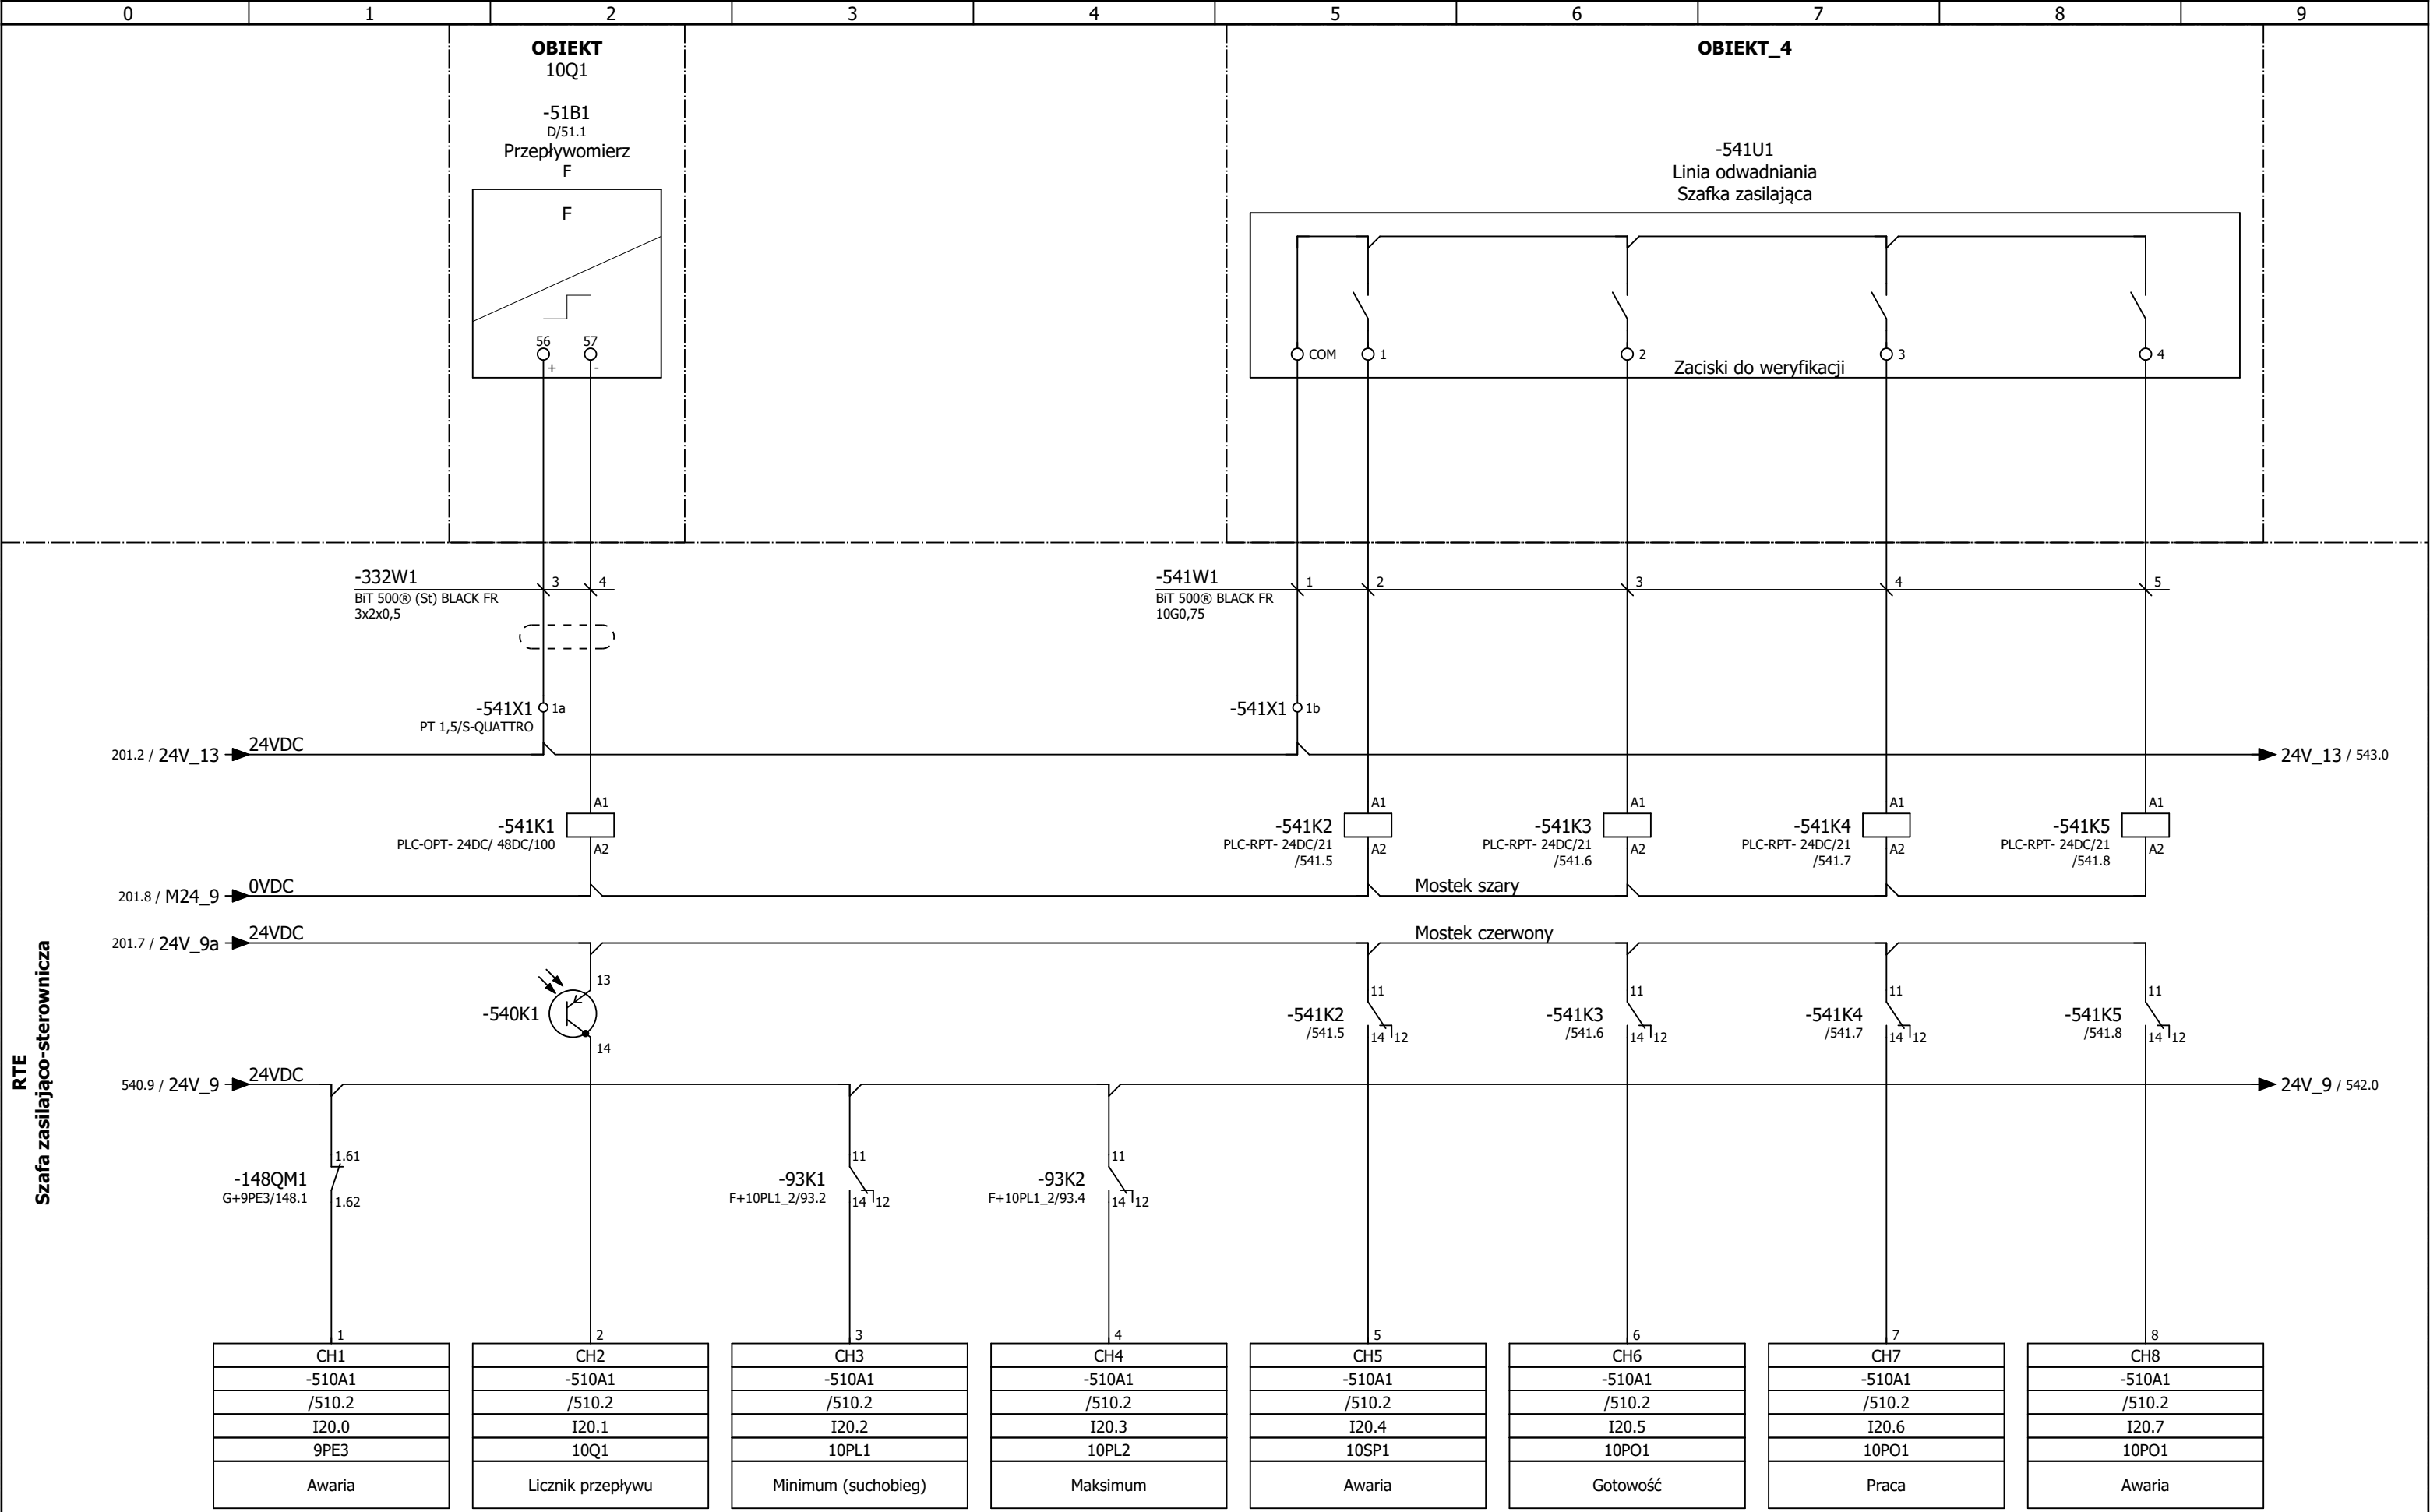 0 1 2 3 4 5 6 7 8 9
OBIEKT
10Q1
-51B1
D/51.1
Przepływomierz
F
F
56 57
+ -
OBIEKT_4
-541U1
Linia odwadniania
Szafka zasilająca
COM 1 2 3 4
Zaciski do weryfikacji
-332W1 3 4
BiT 500® (St) BLACK FR
3x2x0,5
-541W1 1 2 3 4 5
BiT 500® BLACK FR
10G0,75
-541X1 1a
PT 1,5/S-QUATTRO
-541X1 1b
201.2 / 24V_13 24VDC 24V_13 / 543.0
A1 A1 A1 A1 A1
-541K1
PLC-OPT- 24DC/ 48DC/100
A2
-541K2
PLC-RPT- 24DC/21
/541.5
A2
-541K3
PLC-RPT- 24DC/21
/541.6
A2
-541K4
PLC-RPT- 24DC/21
/541.7
A2
-541K5
PLC-RPT- 24DC/21
/541.8
A2
201.8 / M24_9 0VDC Mostek szary
201.7 / 24V_9a 24VDC Mostek czerwony
13
-540K1
14
11
-541K2
/541.5
14 12
11
-541K3
/541.6
14 12
11
-541K4
/541.7
14 12
11
-541K5
/541.8
14 12
RTE
Szafa zasilająco-sterownicza
540.9 / 24V_9 24VDC 24V_9 / 542.0
1.61
-148QM1
G+9PE3/148.1
1.62
11
-93K1
F+10PL1_2/93.2
14 12
11
-93K2
F+10PL1_2/93.4
14 12
1 2 3 4 5 6 7 8
CH1 CH2 CH3 CH4 CH5 CH6 CH7 CH8
-510A1 -510A1 -510A1 -510A1 -510A1 -510A1 -510A1 -510A1
/510.2 /510.2 /510.2 /510.2 /510.2 /510.2 /510.2 /510.2
I20.0 I20.1 I20.2 I20.3 I20.4 I20.5 I20.6 I20.7
9PE3 10Q1 10PL1 10PL2 10SP1 10PO1 10PO1 10PO1
Awaria Licznik przepływu Minimum (suchobieg) Maksimum Awaria Gotowość Praca Awaria